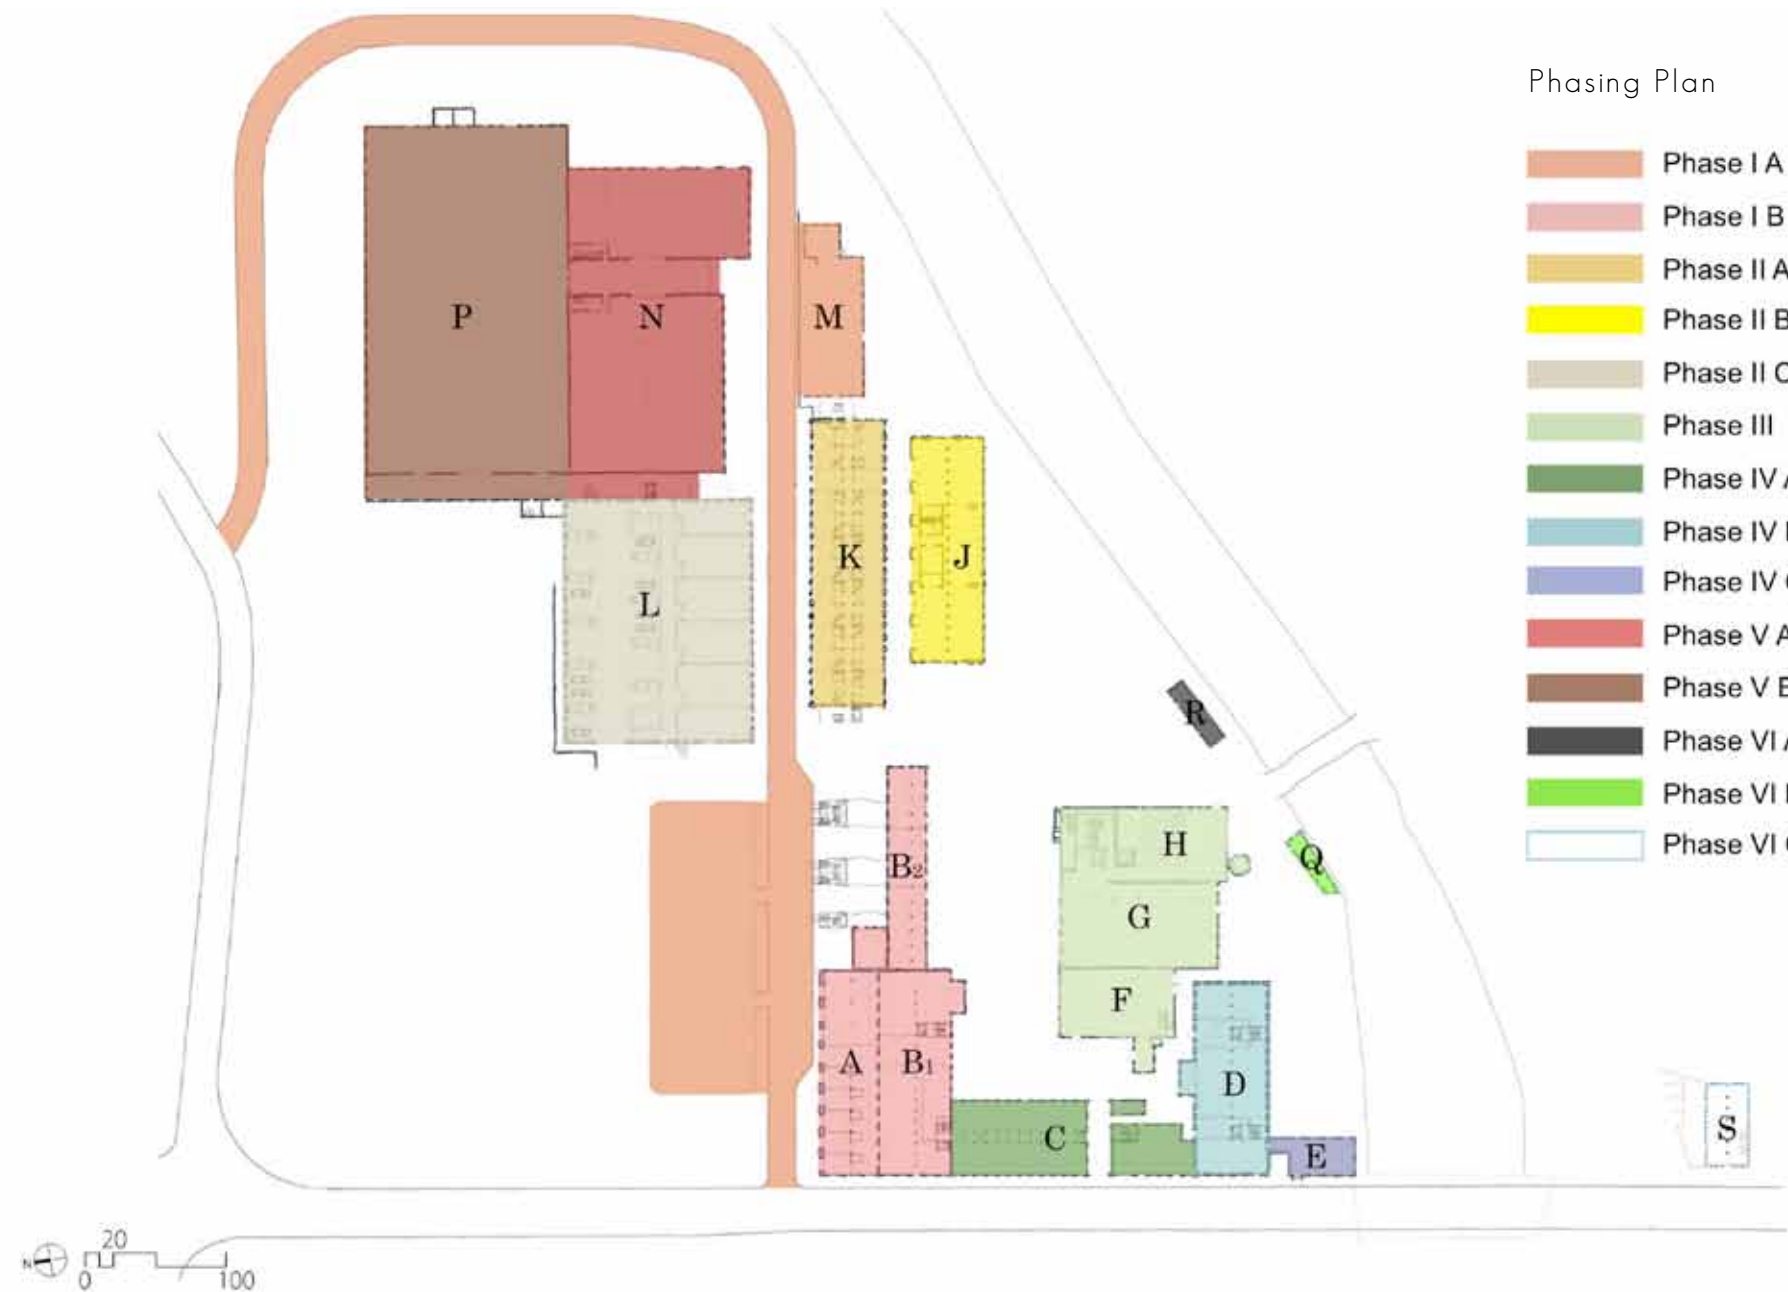 Phasing Plan
Phase I A
Phase I B
Phase II A
Phase II B
Phase II C
Phase III
Phase IV A
Phase IV
Phase IV
Phase V A
Phase V
Phase VI A
Phase VI
Phase VI
P
N
M
K
J
L
R
B2
H
Q
G
F
A
B1
D
C
E
S
N
20
0
100